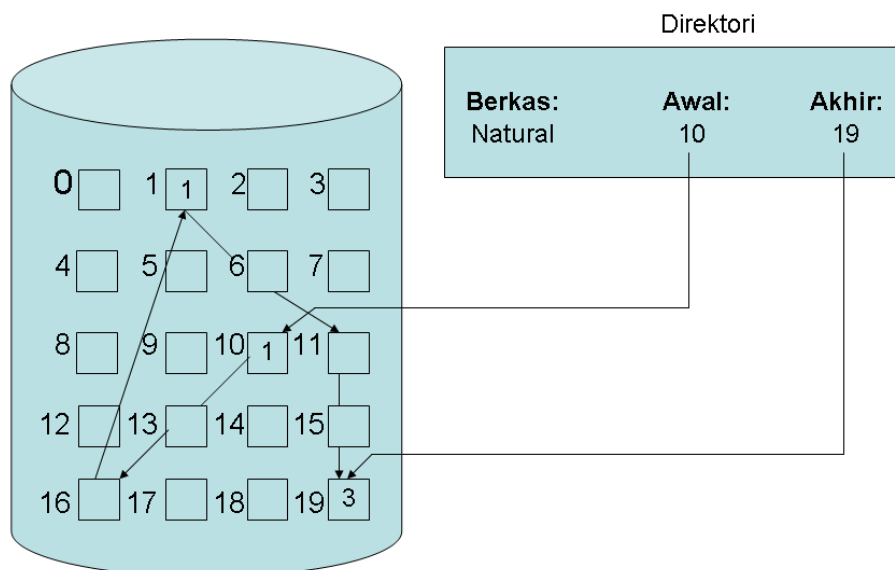 Direktori
Berkas: Awal: Akhir:
Natural 10 19
0 1 1 2 3
4 5 6 7
8 9 10 1 11
12 13 14 15
16 17 18 19 3